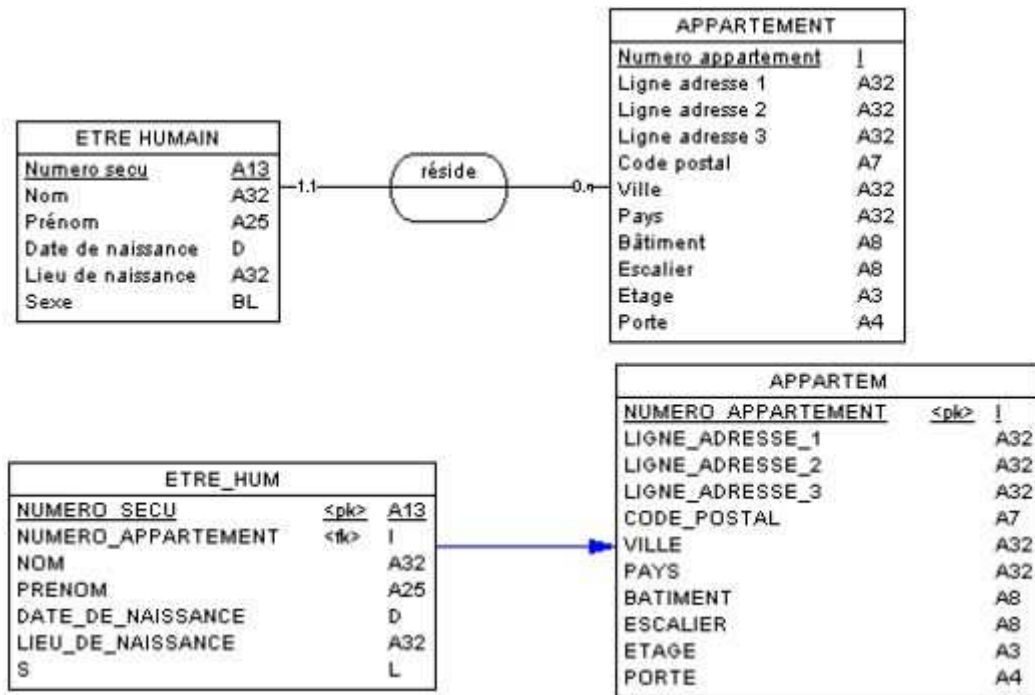 APPARTEMENT
Numero appartement I
Ligne adresse 1 A32
Ligne adresse 2 A32
Ligne adresse 3 A32
Code postal A7
Ville A32
Pays A32
Bâtiment A8
Escalier A8
Etage A3
Porte A4
ETRE HUMAIN
Numero secu A13
Nom A32
Prénom A25
Date de naissance D
Lieu de naissance A32
Sexe BL
1.1
réside
0.n
APPARTEM
NUMERO_APPARTEMENT <pk> I
LIGNE_ADRESSE_1 A32
LIGNE_ADRESSE_2 A32
LIGNE_ADRESSE_3 A32
CODE_POSTAL A7
VILLE A32
PAYS A32
BATIMENT A8
ESCALIER A8
ETAGE A3
PORTE A4
ETRE_HUM
NUMERO_SECU <pk> A13
NUMERO_APPARTEMENT <fk> I
NOM A32
PRENOM A25
DATE_DE_NAISSANCE D
LIEU_DE_NAISSANCE A32
S L